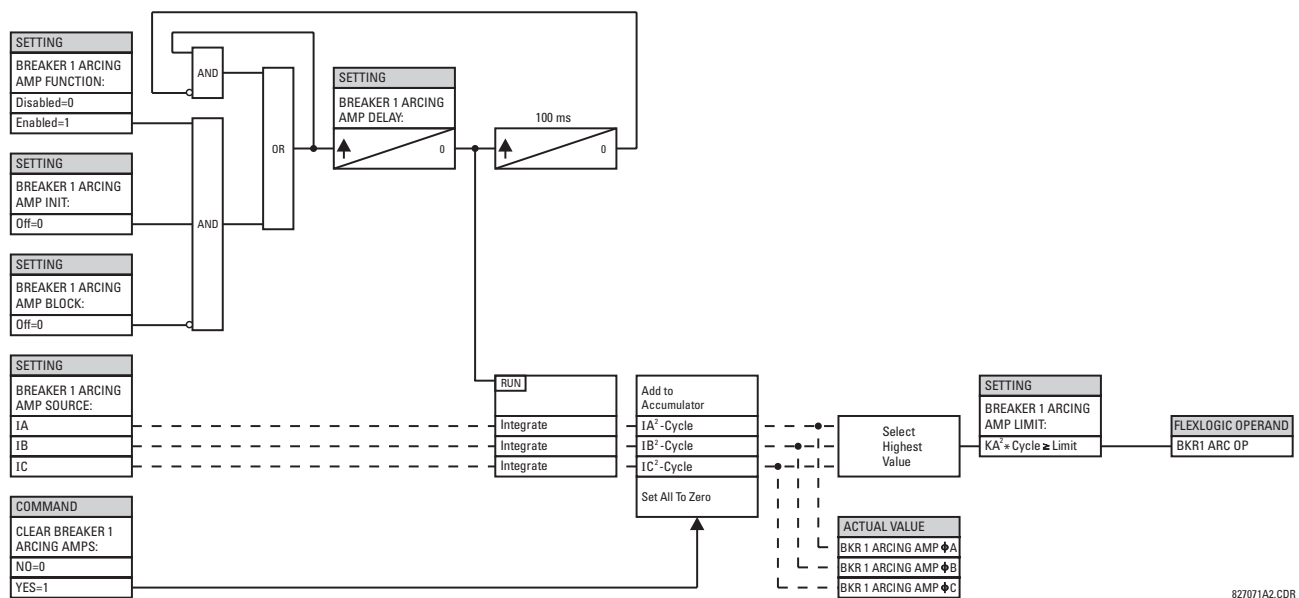 SETTING
BREAKER 1 ARCING
AMP FUNCTION:
Disabled=0
Enabled=1
SETTING
BREAKER 1 ARCING
AMP INIT:
Off=0
SETTING
BREAKER 1 ARCING
AMP BLOCK:
Off=0
SETTING
BREAKER 1 ARCING
AMP SOURCE:
IA
IB
IC
COMMAND
CLEAR BREAKER 1
ARCING AMPS:
NO=0
YES=1
AND
AND
OR
SETTING
BREAKER 1 ARCING
AMP DELAY:
0
100 ms
0
RUN
Integrate
Integrate
Integrate
Add to
Accumulator
IA²-Cycle
IB²-Cycle
IC²-Cycle
Set All To Zero
Select
Highest
Value
ACTUAL VALUE
BKR 1 ARCING AMP ϕA
BKR 1 ARCING AMP ϕB
BKR 1 ARCING AMP ϕC
SETTING
BREAKER 1 ARCING
AMP LIMIT:
KA²*Cycle ≥ Limit
FLEXLOGIC OPERAND
BKR1 ARC OP
827071A2.CDR